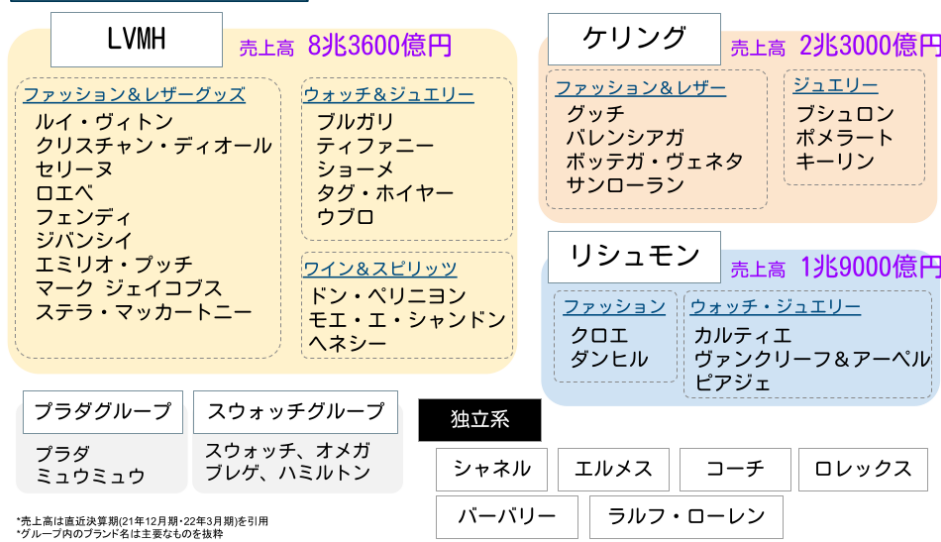 LVMH
売上高 8兆3600億円
ファッション＆レザーグッズ
ルイ・ヴィトン
クリスチャン・ディオール
セリーヌ
ロエベ
フェンディ
ジバンシイ
エミリオ・プッチ
マーク ジェイコブス
ステラ・マッカートニー
ウォッチ＆ジュエリー
ブルガリ
ティファニー
ショーメ
タグ・ホイヤー
ウブロ
ワイン＆スピリッツ
ドン・ペリニヨン
モエ・エ・シャンドン
ヘネシー
ケリング
売上高 2兆3000億円
ファッション＆レザー
グッチ
バレンシアガ
ボッテガ・ヴェネタ
サンローラン
ジュエリー
ブシュロン
ポメラート
キーリン
リシュモン
売上高 1兆9000億円
ファッション
クロエ
ダンヒル
ウォッチ・ジュエリー
カルティエ
ヴァンクリーフ＆アーペル
ピアジェ
プラダグループ
プラダ
ミュウミュウ
スウォッチグループ
スウォッチ、オメガ
ブレゲ、ハミルトン
独立系
シャネル
エルメス
コーチ
ロレックス
バーバリー
ラルフ・ローレン
*売上高は直近決算期(21年12月期・22年3月期)を引用
*グループ内のブランド名は主要なものを抜粋